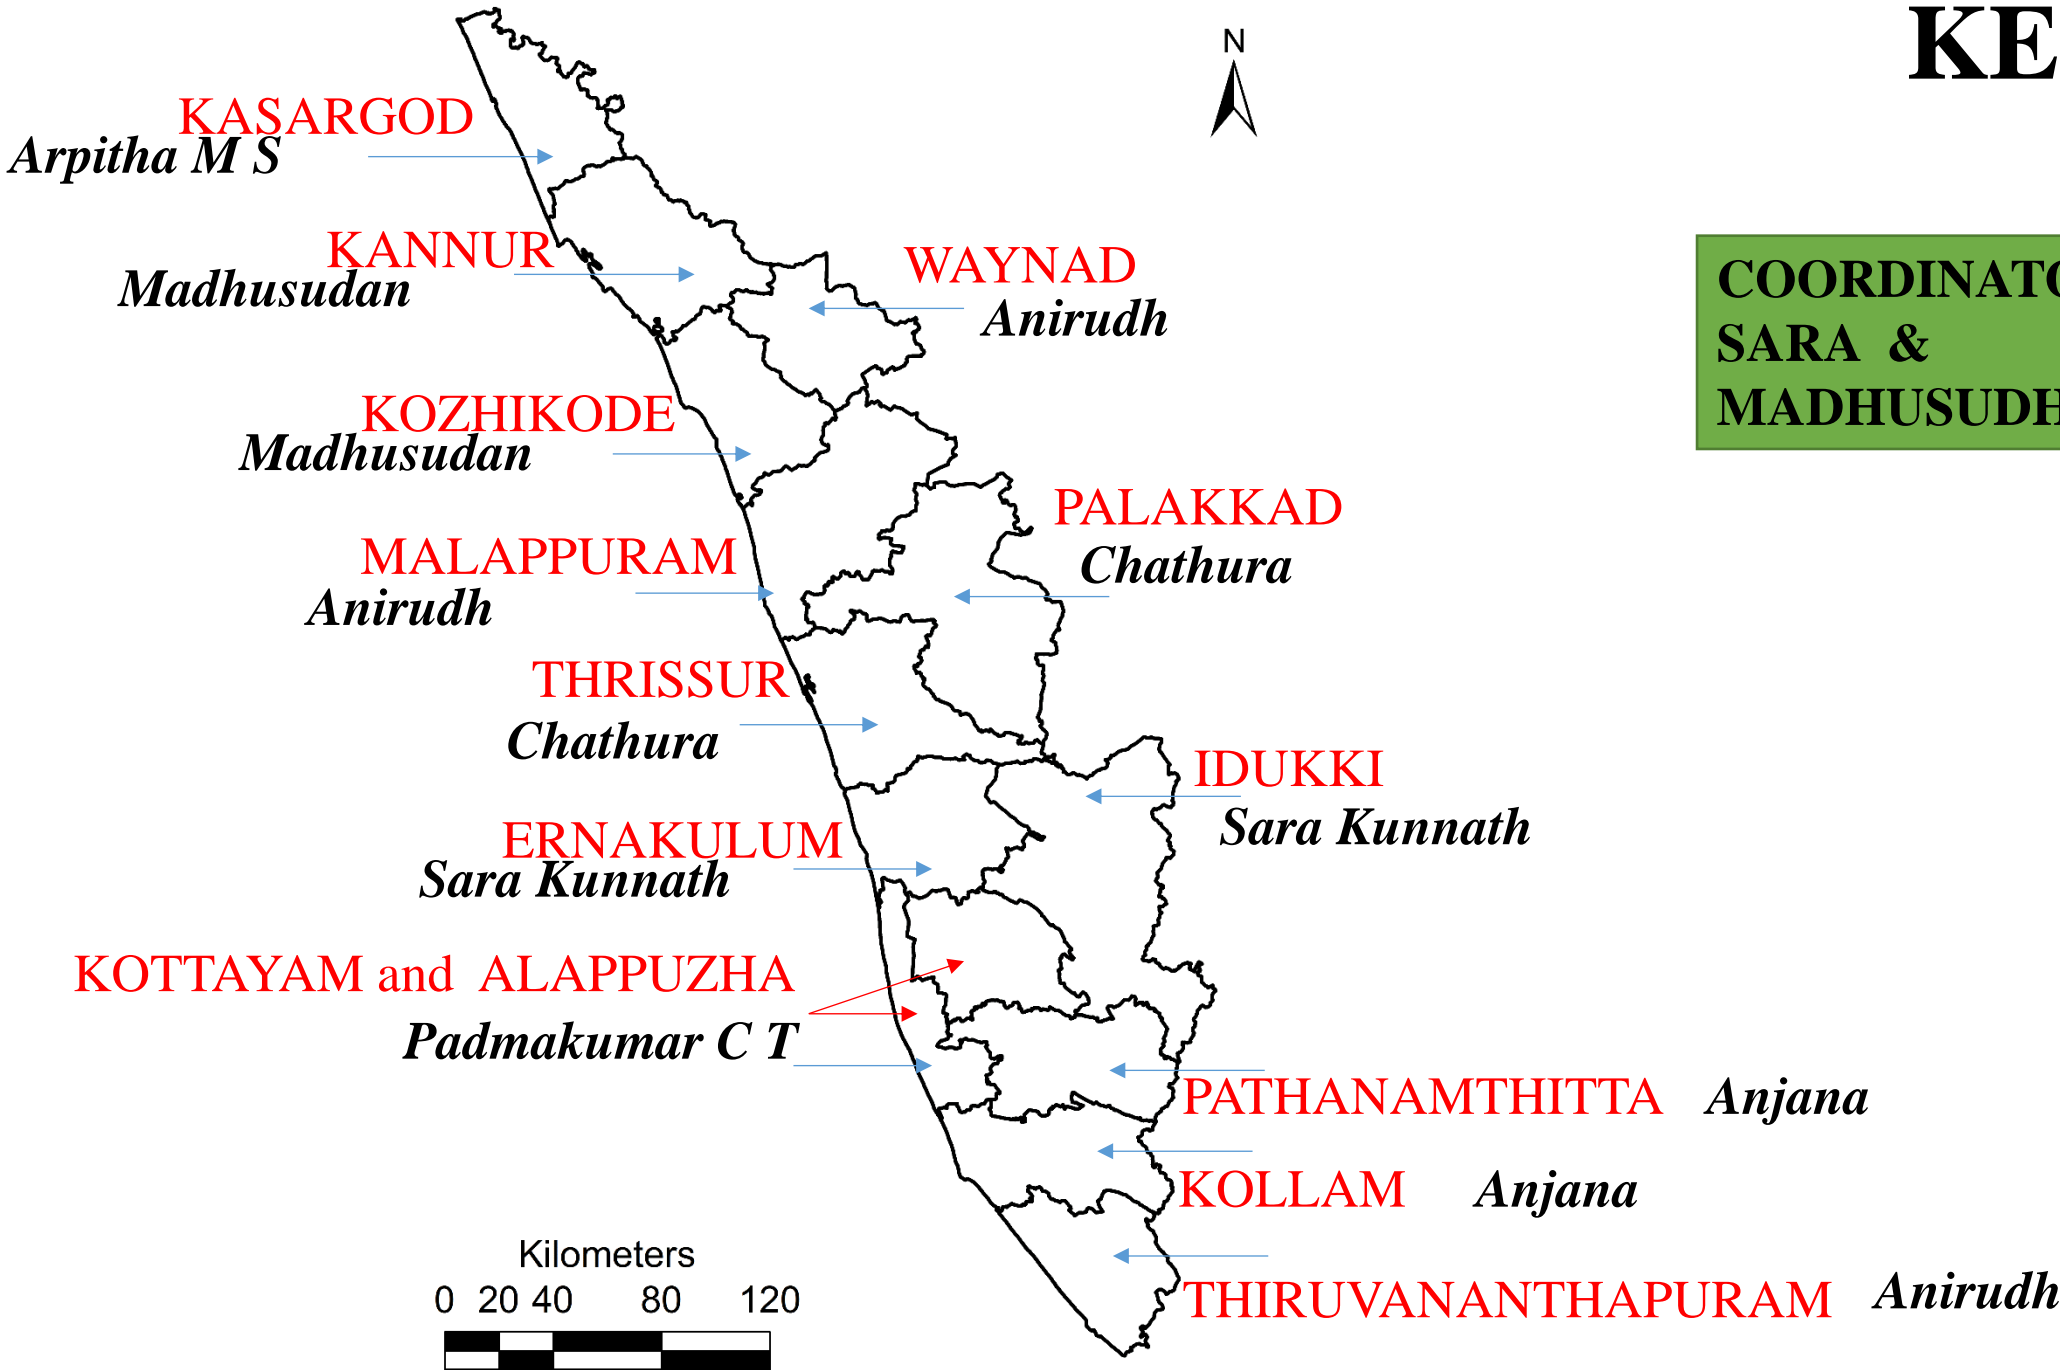 KE
N
KASARGOD
Arpitha M S
KANNUR
Madhusudan
WAYNAD
Anirudh
COORDINATO
SARA &
MADHUSUDH
KOZHIKODE
Madhusudan
PALAKKAD
Chathura
MALAPPURAM
Anirudh
THRISSUR
Chathura
IDUKKI
Sara Kunnath
ERNAKULUM
Sara Kunnath
KOTTAYAM and ALAPPUZHA
Padmakumar C T
PATHANAMTHITTA Anjana
KOLLAM Anjana
THIRUVANANTHAPURAM Anirudh
Kilometers
0 20 40 80 120